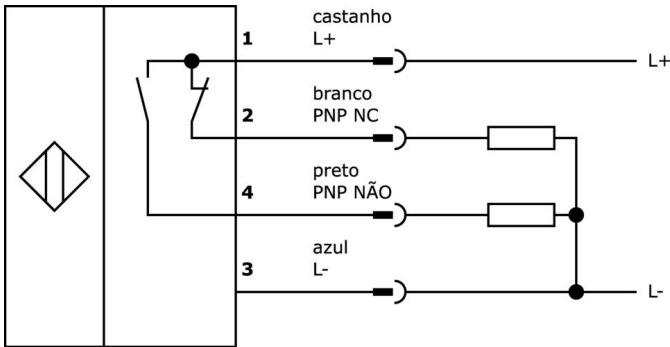 castanho
1 L+
L+
branco
2 PNP NC
preto
4 PNP NÃO
azul
3 L-
L-